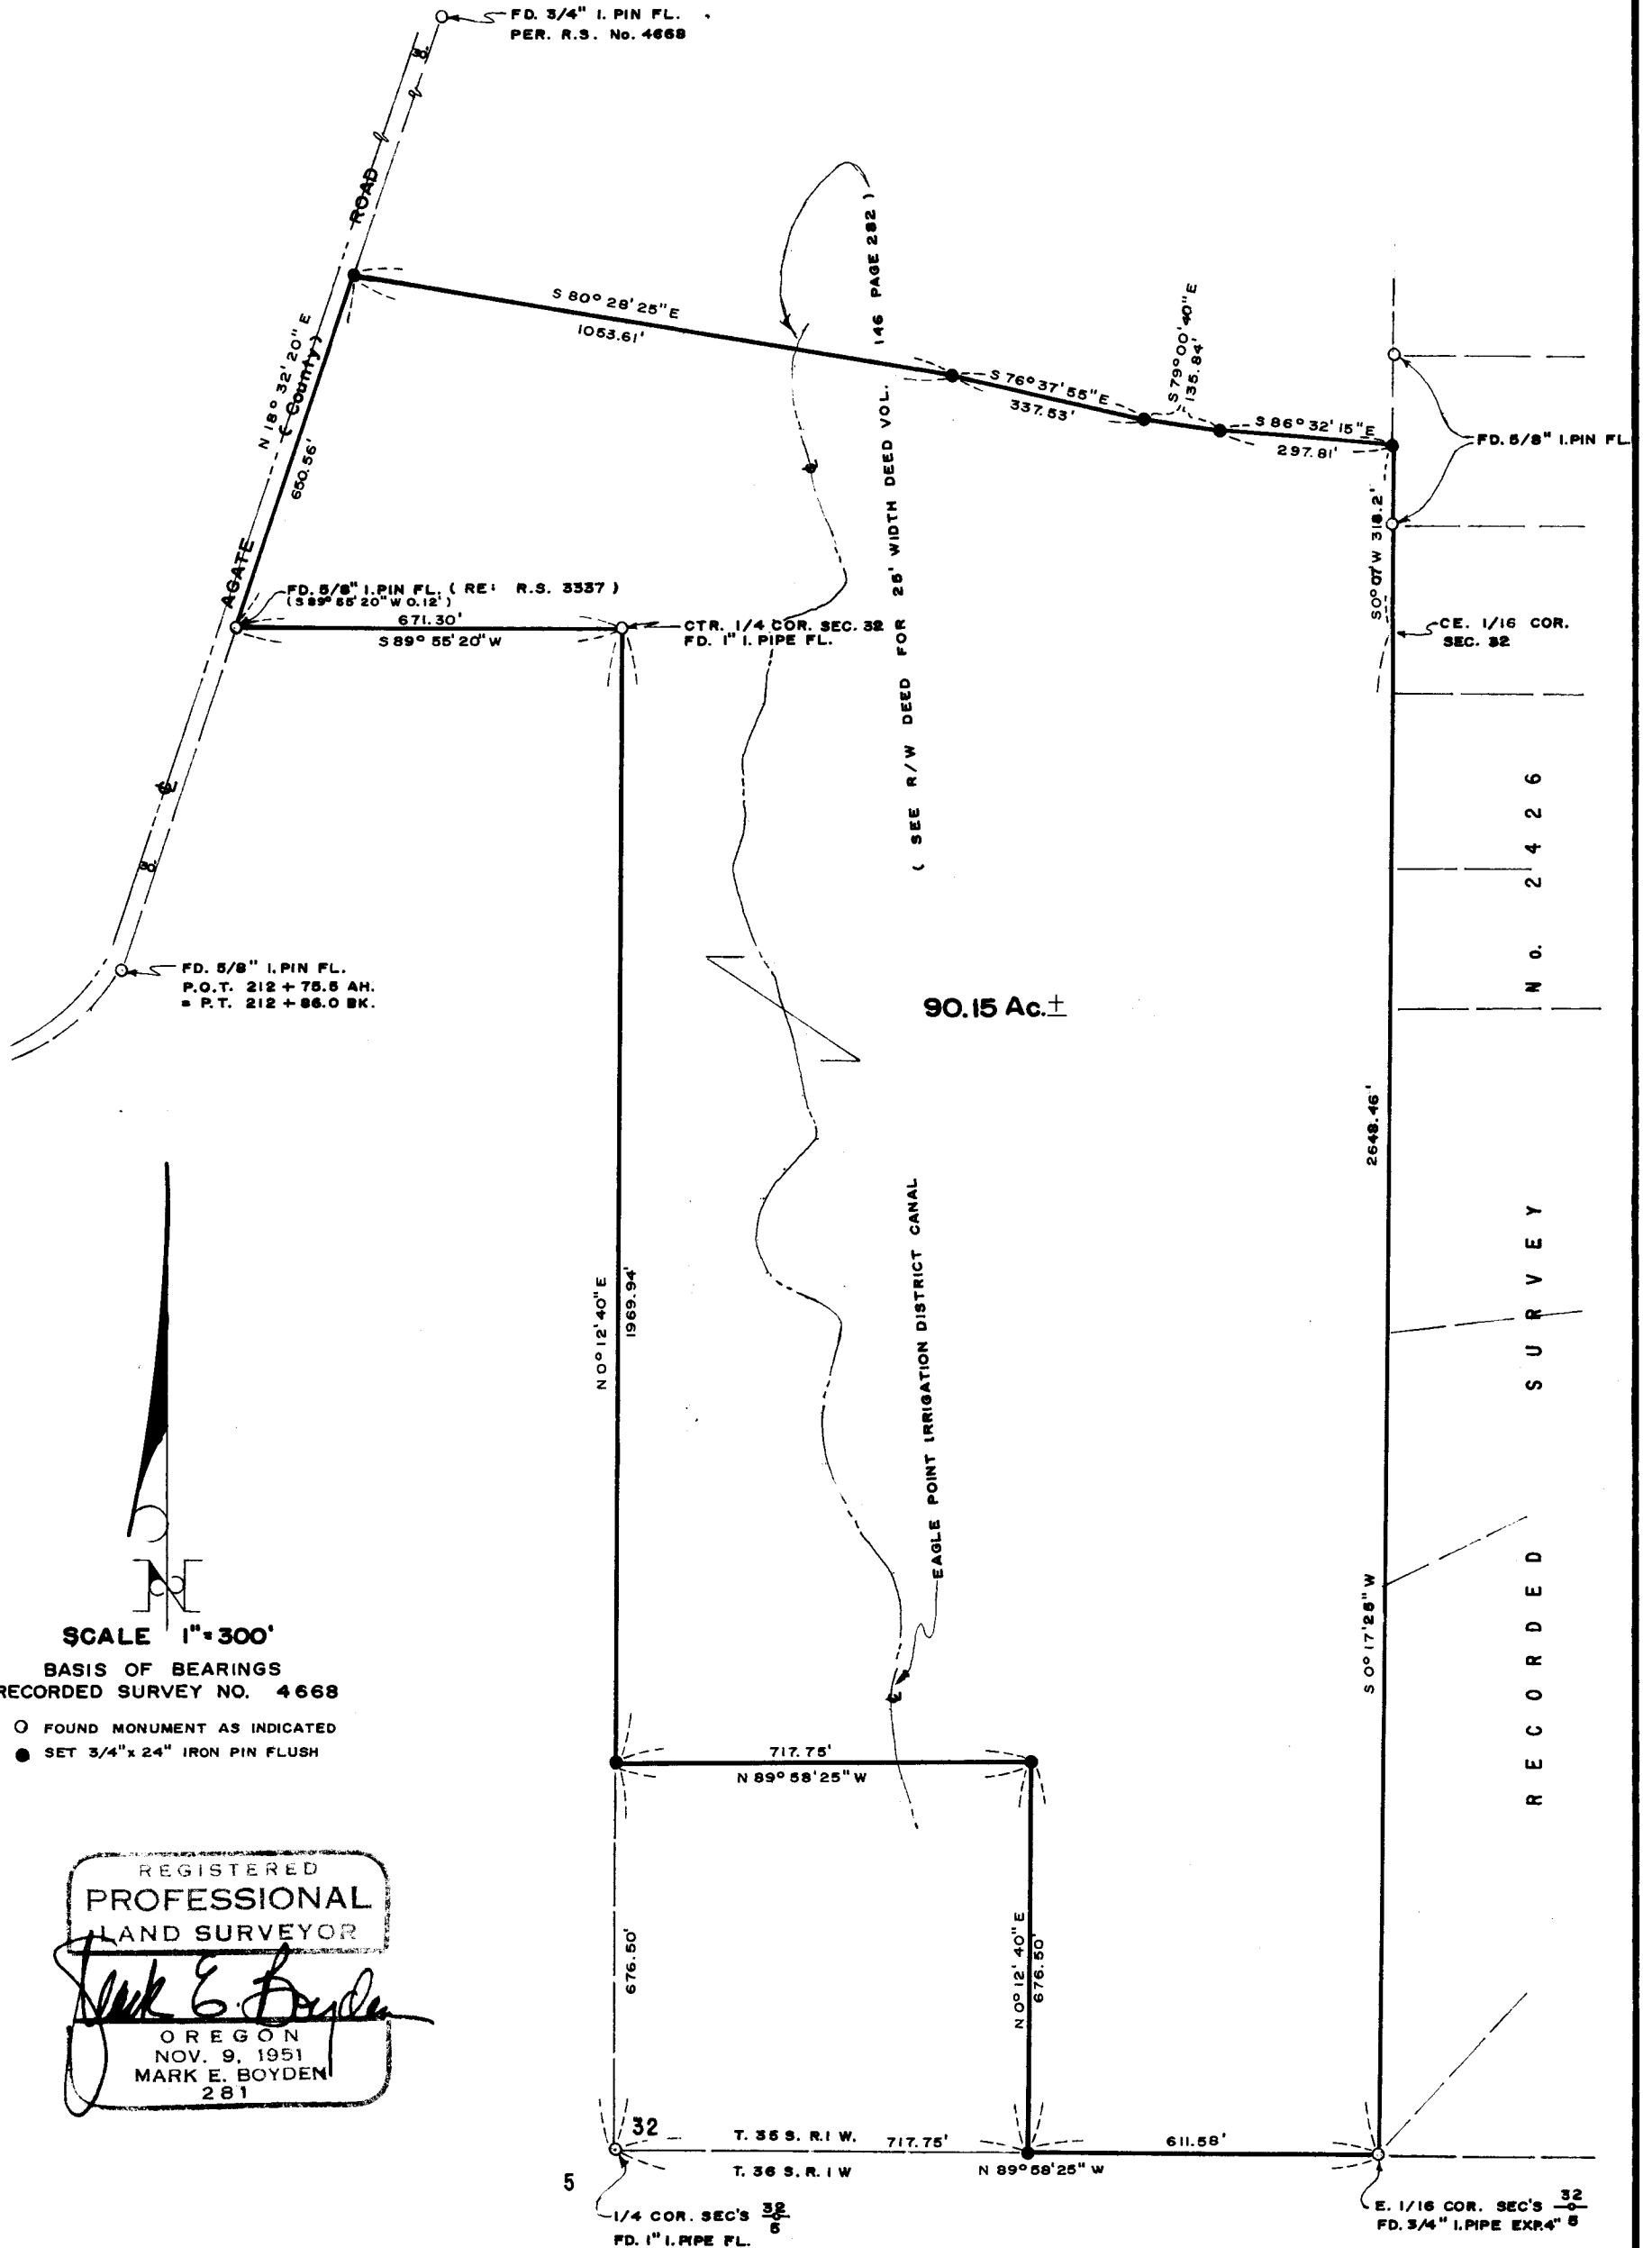 FD. 3/4" I. PIN FL.
PER. R.S. No. 4668
ROAD
S 80° 28' 25" E
1053.61'
N 18° 32' 20" E
( County )
650.56'
AGATE
S 76° 37' 55" E
337.53'
S 79° 00' 40" E
135.84'
S 86° 32' 15" E
297.81'
FD. 5/8" I. PIN FL.
S 0° 07' W 318.2'
CE. 1/16 COR.
SEC. 32
FD. 5/8" I. PIN FL. ( RE: R.S. 3337 )
( S 89° 55' 20" W 0.12' )
671.30'
S 89° 55' 20" W
CTR. 1/4 COR. SEC. 32
FD. 1" I. PIPE FL.
( SEE R/W DEED FOR 25' WIDTH DEED VOL. 146 PAGE 282 )
FD. 5/8" I. PIN FL.
P.O.T. 212 + 75.5 AH.
= P.T. 212 + 86.0 BK.
90.15 Ac. ±
2648.46'
S 0° 17' 25" W
RECORDED SURVEY No. 2426
N 0° 12' 40" E
1969.94'
EAGLE POINT IRRIGATION DISTRICT CANAL
N
SCALE 1" = 300'
BASIS OF BEARINGS
RECORDED SURVEY NO. 4668
O FOUND MONUMENT AS INDICATED
● SET 3/4" x 24" IRON PIN FLUSH
717.75'
N 89° 58' 25" W
676.50'
N 0° 12' 40" E
676.50'
REGISTERED
PROFESSIONAL
LAND SURVEYOR
Mark E. Boyden
OREGON
NOV. 9, 1951
MARK E. BOYDEN
281
32
T. 35 S. R. 1 W.
717.75'
611.58'
T. 36 S. R. 1 W
N 89° 58' 25" W
5
1/4 COR. SEC'S 32/5
FD. 1" I. PIPE FL.
E. 1/16 COR. SEC'S 32/5
FD. 3/4" I. PIPE EXP. 4"